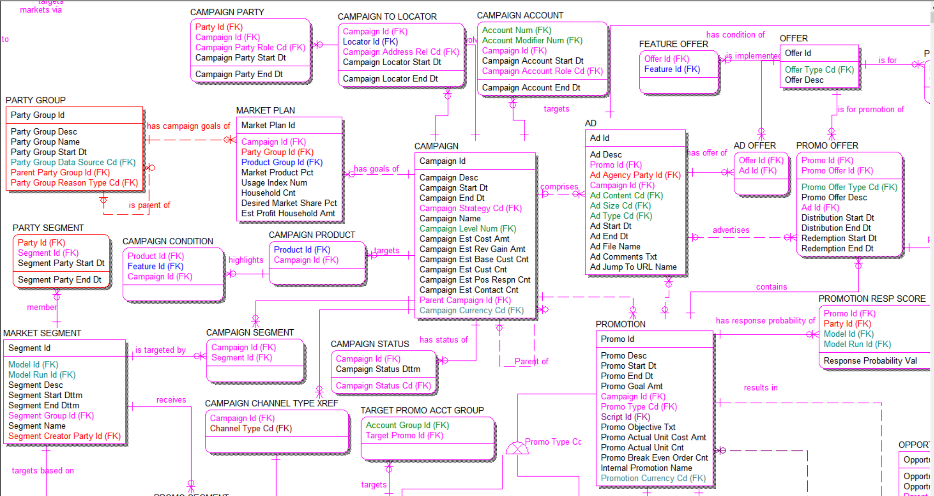 targets
markets via
to
CAMPAIGN PARTY
Party Id (FK)
Campaign Id (FK)
Campaign Party Role Cd (FK)
Campaign Party Start Dt
Campaign Party End Dt
CAMPAIGN TO LOCATOR
Campaign Id (FK)
Locator Id (FK)
Campaign Address Rel Cd (FK)
Campaign Locator Start Dt
Campaign Locator End Dt
CAMPAIGN ACCOUNT
Account Num (FK)
Account Modifier Num (FK)
Campaign Id (FK)
Campaign Account Start Dt
Campaign Account Role Cd (FK)
Campaign Account End Dt
targets
has condition of
FEATURE OFFER
Offer Id (FK)
Feature Id (FK)
is implemented
OFFER
Offer Id
Offer Type Cd (FK)
Offer Desc
is for
is for promotion of
PARTY GROUP
Party Group Id
Party Group Desc
Party Group Name
Party Group Start Dt
Party Group Data Source Cd (FK)
Parent Party Group Id (FK)
Party Group Reason Type Cd (FK)
has campaign goals of
is parent of
MARKET PLAN
Market Plan Id
Campaign Id (FK)
Party Group Id (FK)
Product Group Id (FK)
Market Product Pct
Usage Index Num
Household Cnt
Desired Market Share Pct
Est Profit Household Amt
has goals of
CAMPAIGN
Campaign Id
Campaign Desc
Campaign Start Dt
Campaign End Dt
Campaign Strategy Cd (FK)
Campaign Name
Campaign Level Num (FK)
Campaign Est Cost Amt
Campaign Est Rev Gain Amt
Campaign Est Base Cust Cnt
Campaign Est Cust Cnt
Campaign Est Pos Respn Cnt
Campaign Est Contact Cnt
Parent Campaign Id (FK)
Campaign Currency Cd (FK)
comprises
AD
Ad Id
Ad Desc
Promo Id (FK)
Ad Agency Party Id (FK)
Campaign Id (FK)
Ad Content Cd (FK)
Ad Size Cd (FK)
Ad Type Cd (FK)
Ad Start Dt
Ad End Dt
Ad File Name
Ad Comments Txt
Ad Jump To URL Name
has offer of
AD OFFER
Offer Id (FK)
Ad Id (FK)
PROMO OFFER
Promo Id (FK)
Promo Offer Id (FK)
Promo Offer Type Cd (FK)
Promo Offer Desc
Ad Id (FK)
Distribution Start Dt
Distribution End Dt
Redemption Start Dt
Redemption End Dt
advertises
contains
PARTY SEGMENT
Party Id (FK)
Segment Id (FK)
Segment Party Start Dt
Segment Party End Dt
member
CAMPAIGN CONDITION
Product Id (FK)
Feature Id (FK)
Campaign Id (FK)
highlights
CAMPAIGN PRODUCT
Product Id (FK)
Campaign Id (FK)
targets
MARKET SEGMENT
Segment Id
Model Id (FK)
Model Run Id (FK)
Segment Desc
Segment Start Dttm
Segment End Dttm
Segment Group Id (FK)
Segment Name
Segment Creator Party Id (FK)
is targeted by
receives
targets based on
CAMPAIGN SEGMENT
Campaign Id (FK)
Segment Id (FK)
CAMPAIGN STATUS
Campaign Id (FK)
Campaign Status Dttm
Campaign Status Cd (FK)
has status of
Parent of
CAMPAIGN CHANNEL TYPE XREF
Campaign Id (FK)
Channel Type Cd (FK)
TARGET PROMO ACCT GROUP
Account Group Id (FK)
Target Promo Id (FK)
targets
Promo Type Cc
PROMOTION
Promo Id
Promo Desc
Promo Start Dt
Promo End Dt
Promo Goal Amt
Campaign Id (FK)
Promo Type Cd (FK)
Script Id (FK)
Promo Objective Txt
Promo Actual Unit Cost Amt
Promo Actual Unit Cnt
Promo Break Even Order Cnt
Internal Promotion Name
Promotion Currency Cd (FK)
has response probability of
results in
PROMOTION RESP SCORE
Promo Id (FK)
Party Id (FK)
Model Id (FK)
Model Run Id (FK)
Response Probability Val
OPPORT
Opportu
Opportu
Opportu
PROMO SEGMENT